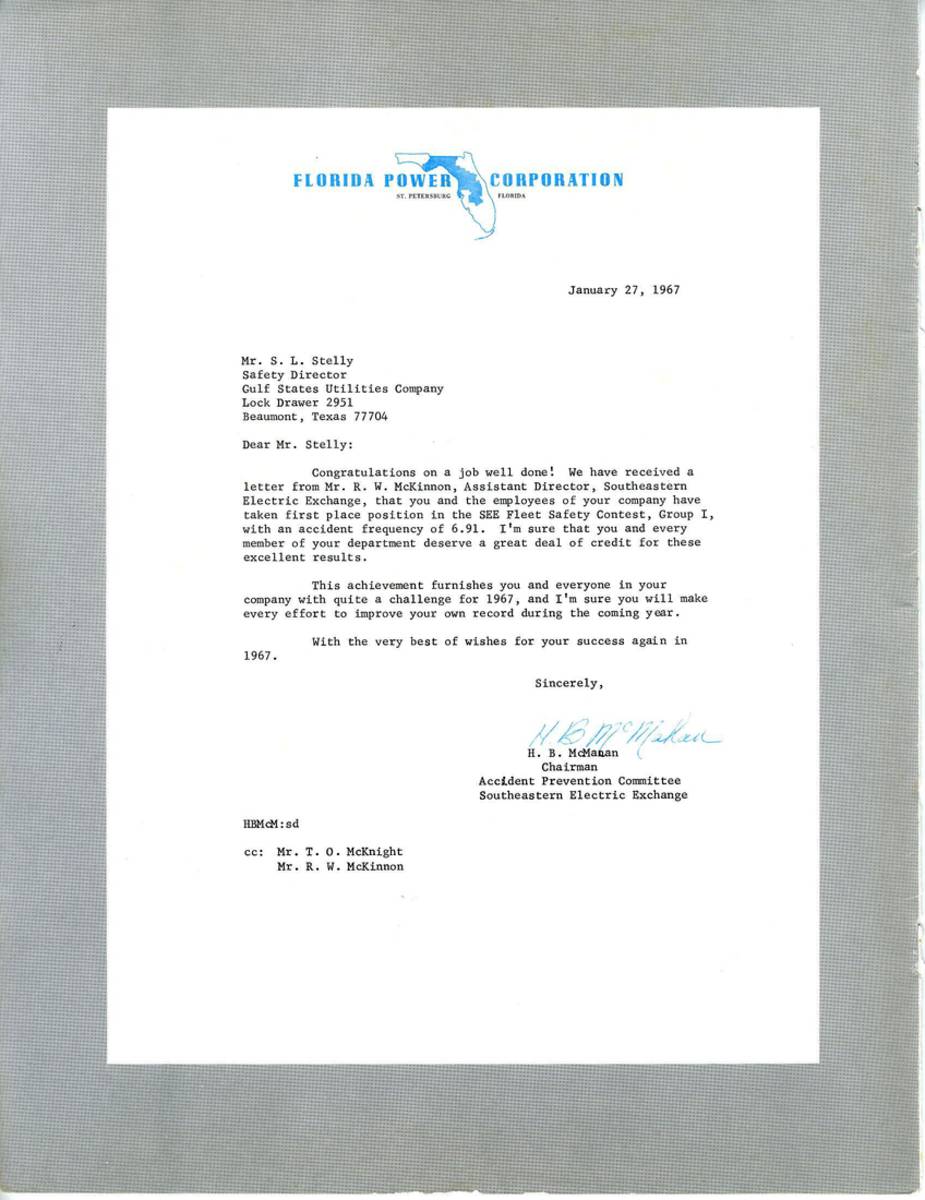 FLORIDA POWER CORPORATION
ST. PETERSBURG FLORIDA
January 27, 1967
Mr. S. L. Stelly
Safety Director
Gulf States Utilities Company
Lock Drawer 2951
Beaumont, Texas 77704
Dear Mr. Stelly:
Congratulations on a job well done! We have received a
letter from Mr. R. W. McKinnon, Assistant Director, Southeastern
Electric Exchange, that you and the employees of your company have
taken first place position in the SEE Fleet Safety Contest, Group I,
with an accident frequency of 6.91. I'm sure that you and every
member of your department deserve a great deal of credit for these
excellent results.
This achievement furnishes you and everyone in your
company with quite a challenge for 1967, and I'm sure you will make
every effort to improve your own record during the coming year.
With the very best of wishes for your success again in
1967.
Sincerely,
H B McMahan
H. B. McMahan
Chairman
Accident Prevention Committee
Southeastern Electric Exchange
HBMcM:sd
cc: Mr. T. O. McKnight
Mr. R. W. McKinnon